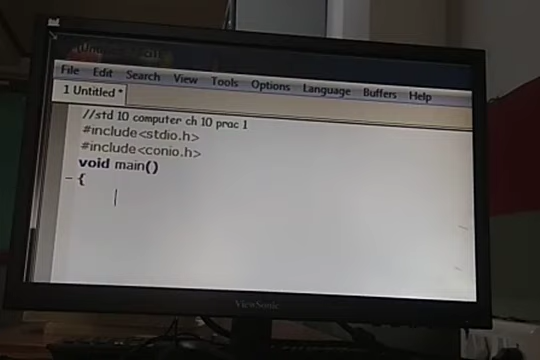 File Edit Search View Tools Options Language Buffers Help
1 Untitled *
//std 10 computer ch 10 prac 1
#include<stdio.h>
#include<conio.h>
void main()
{
ViewSonic